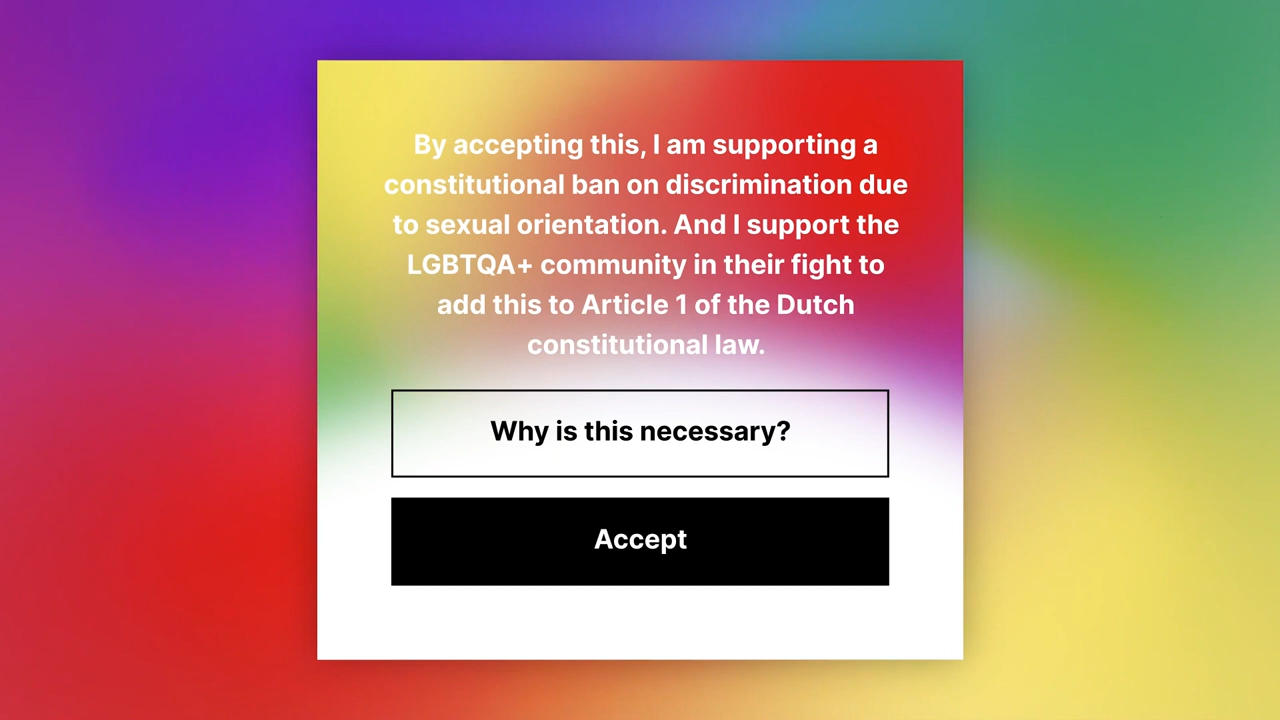 By accepting this, I am supporting a
constitutional ban on discrimination due
to sexual orientation. And I support the
LGBTQA+ community in their fight to
add this to Article 1 of the Dutch
constitutional law.
Why is this necessary?
Accept